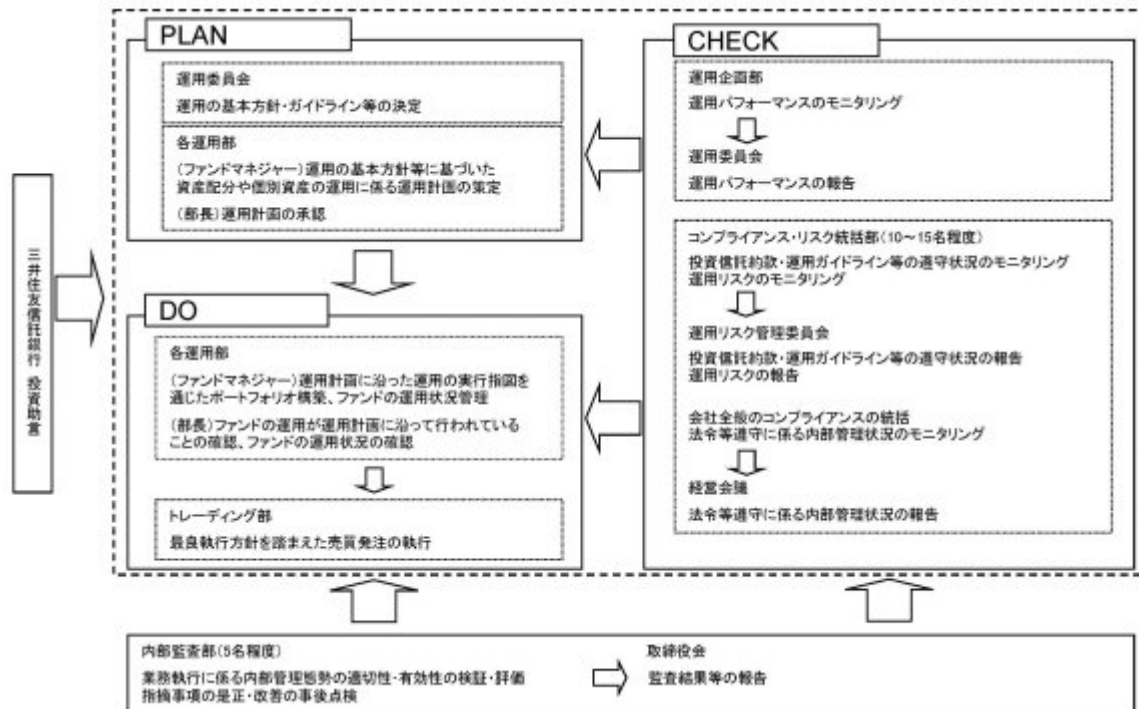 三井住友信託銀行 投資助言
PLAN
運用委員会
運用の基本方針・ガイドライン等の決定
各運用部
(ファンドマネジャー)運用の基本方針等に基づいた
資産配分や個別資産の運用に係る運用計画の策定
(部長)運用計画の承認
DO
各運用部
(ファンドマネジャー)運用計画に沿った運用の実行指図を
通じたポートフォリオ構築、ファンドの運用状況管理
(部長)ファンドの運用が運用計画に沿って行われている
ことの確認、ファンドの運用状況の確認
トレーディング部
最良執行方針を踏まえた売買発注の執行
CHECK
運用企画部
運用パフォーマンスのモニタリング
運用委員会
運用パフォーマンスの報告
コンプライアンス・リスク統括部(10～15名程度)
投資信託約款・運用ガイドライン等の遵守状況のモニタリング
運用リスクのモニタリング
運用リスク管理委員会
投資信託約款・運用ガイドライン等の遵守状況の報告
運用リスクの報告
会社全般のコンプライアンスの統括
法令等遵守に係る内部管理状況のモニタリング
経営会議
法令等遵守に係る内部管理状況の報告
内部監査部(5名程度)
業務執行に係る内部管理態勢の適切性・有効性の検証・評価
指摘事項の是正・改善の事後点検
取締役会
監査結果等の報告